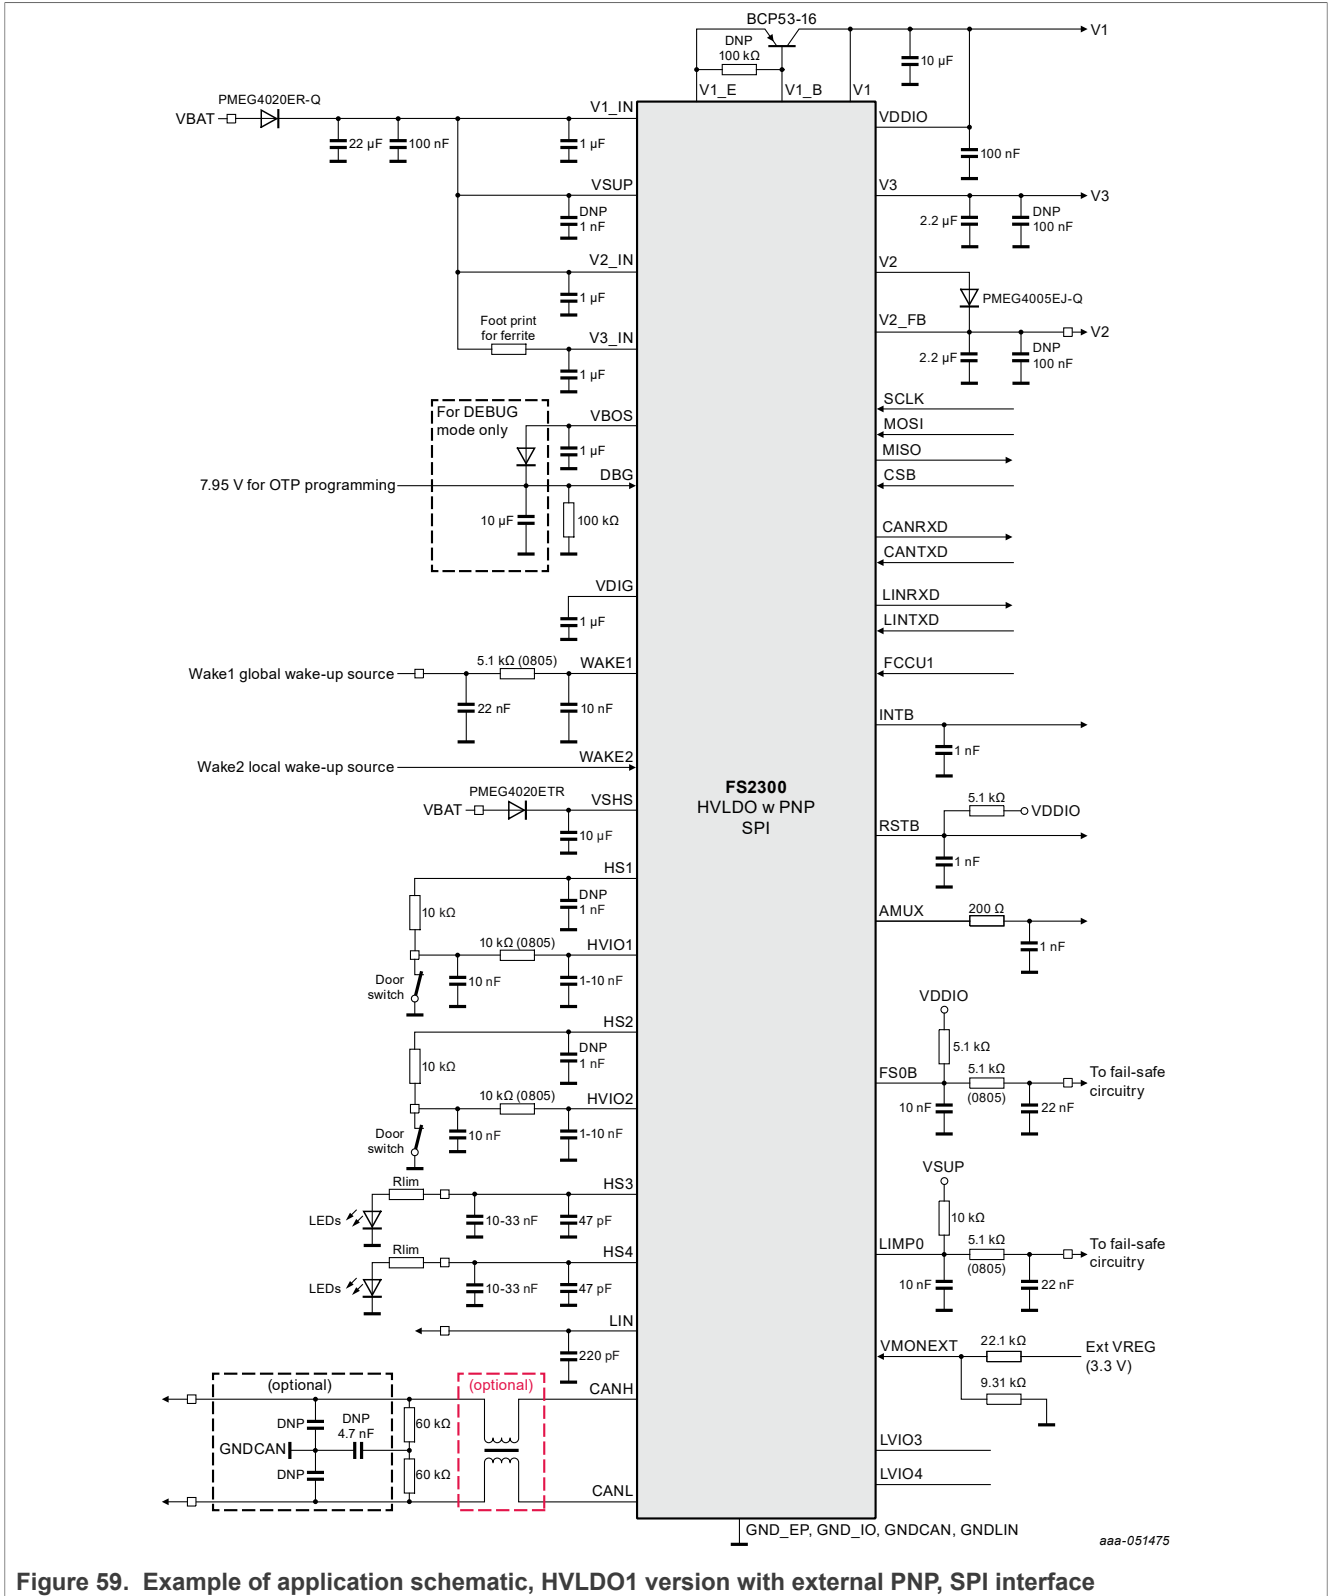 BCP53-16
DNP
100 kΩ
10 µF
V1
V1_E
V1_B
V1
PMEG4020ER-Q
VBAT
22 µF
100 nF
V1_IN
1 µF
VDDIO
100 nF
VSUP
DNP
1 nF
V3
V3
2.2 µF
DNP
100 nF
V2_IN
1 µF
V2
PMEG4005EJ-Q
Foot print
for ferrite
V3_IN
1 µF
V2_FB
V2
2.2 µF
DNP
100 nF
For DEBUG
mode only
VBOS
1 µF
SCLK
MOSI
MISO
CSB
7.95 V for OTP programming
DBG
10 µF
100 kΩ
CANRXD
CANTXD
VDIG
1 µF
LINRXD
LINTXD
Wake1 global wake-up source
5.1 kΩ (0805)
WAKE1
22 nF
10 nF
FCCU1
INTB
1 nF
Wake2 local wake-up source
WAKE2
FS2300
HVLDO w PNP
SPI
VBAT
PMEG4020ETR
VSHS
10 µF
5.1 kΩ
VDDIO
RSTB
1 nF
HS1
DNP
1 nF
10 kΩ
AMUX
200 Ω
1 nF
10 kΩ (0805)
HVIO1
Door
switch
10 nF
1-10 nF
HS2
DNP
1 nF
10 kΩ
VDDIO
5.1 kΩ
FS0B
5.1 kΩ
(0805)
10 nF
22 nF
To fail-safe
circuitry
10 kΩ (0805)
HVIO2
Door
switch
10 nF
1-10 nF
Rlim
HS3
LEDs
10-33 nF
47 pF
VSUP
10 kΩ
LIMP0
5.1 kΩ
(0805)
10 nF
22 nF
To fail-safe
circuitry
Rlim
HS4
LEDs
10-33 nF
47 pF
LIN
220 pF
VMONEXT
22.1 kΩ
Ext VREG
(3.3 V)
9.31 kΩ
(optional)
(optional)
CANH
DNP
DNP
4.7 nF
60 kΩ
GNDCAN
DNP
60 kΩ
CANL
LVIO3
LVIO4
GND_EP, GND_IO, GNDCAN, GNDLIN
aaa-051475
Figure 59. Example of application schematic, HVLDO1 version with external PNP, SPI interface